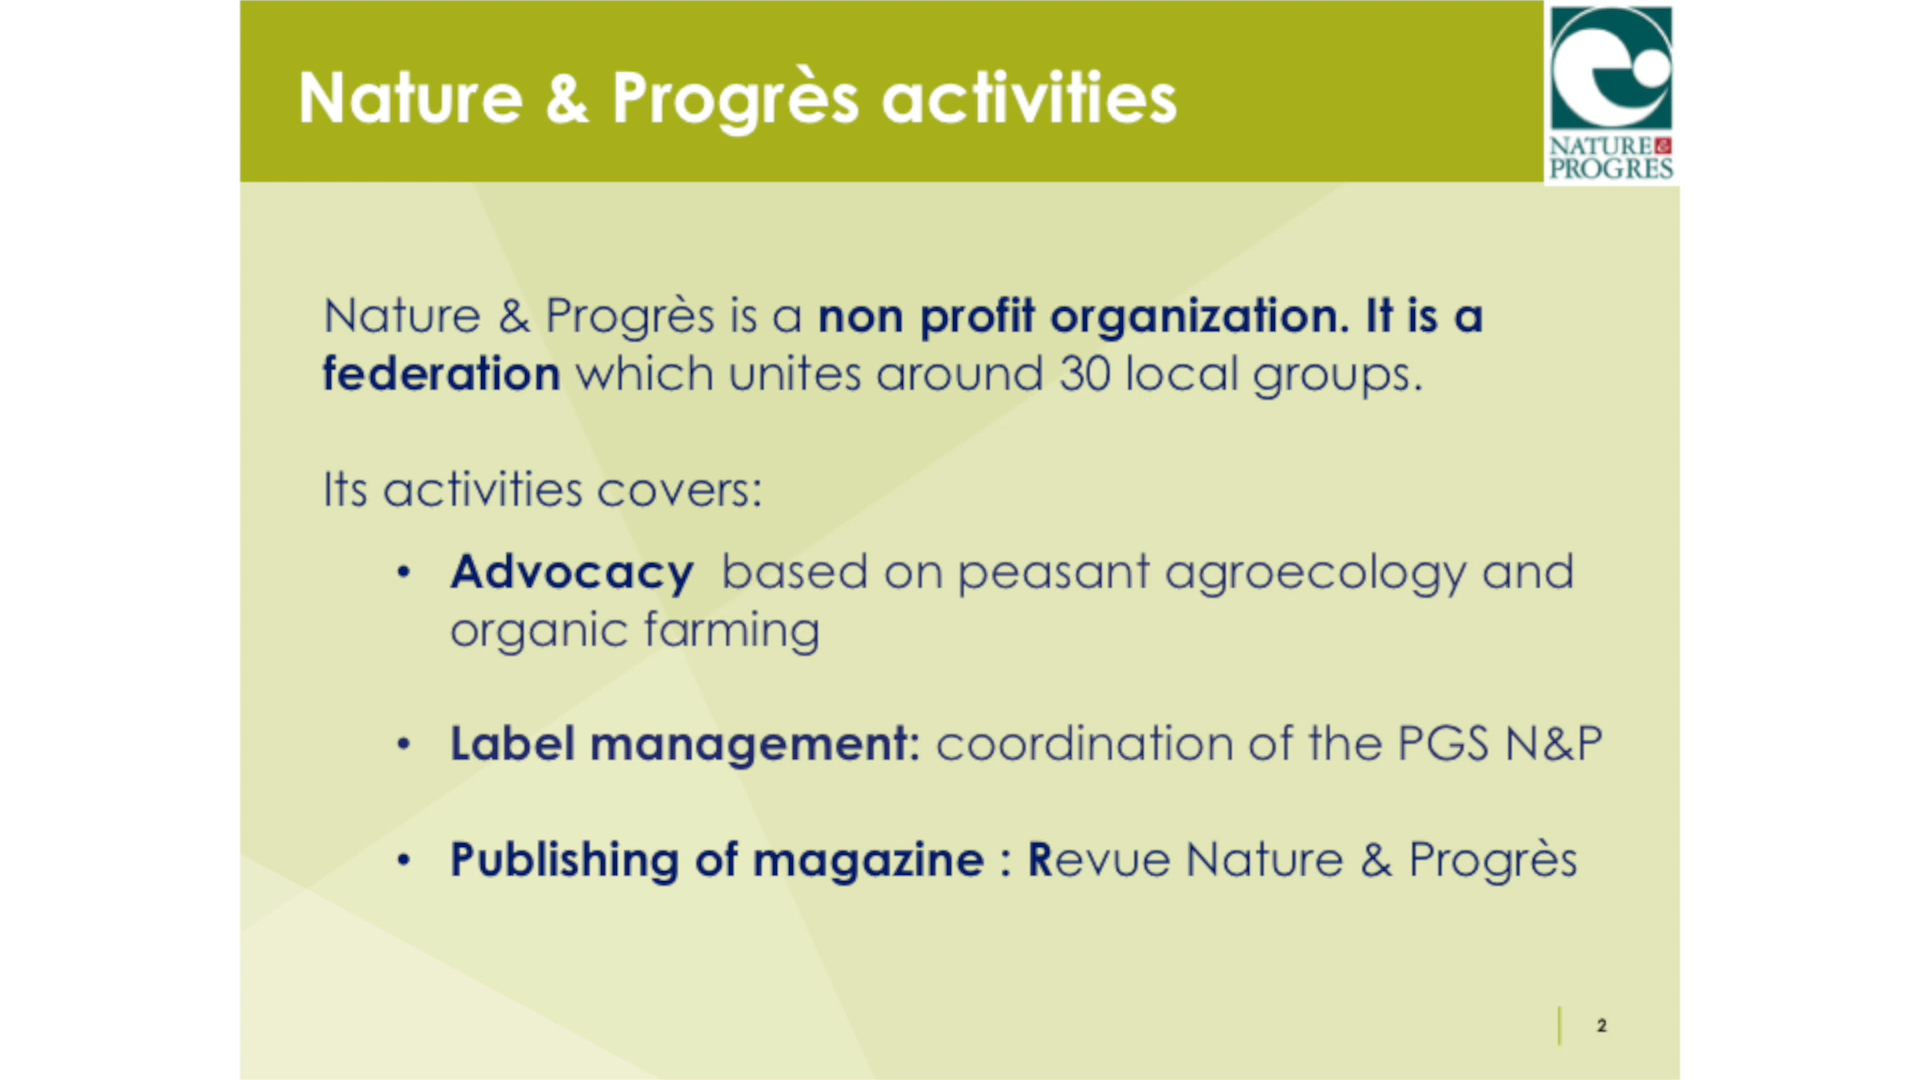 Nature & Progrès activities
NATURE &
PROGRES
Nature & Progrès is a non profit organization. It is a
federation which unites around 30 local groups.
Its activities covers:
• Advocacy  based on peasant agroecology and
organic farming
• Label management: coordination of the PGS N&P
• Publishing of magazine : Revue Nature & Progrès
2